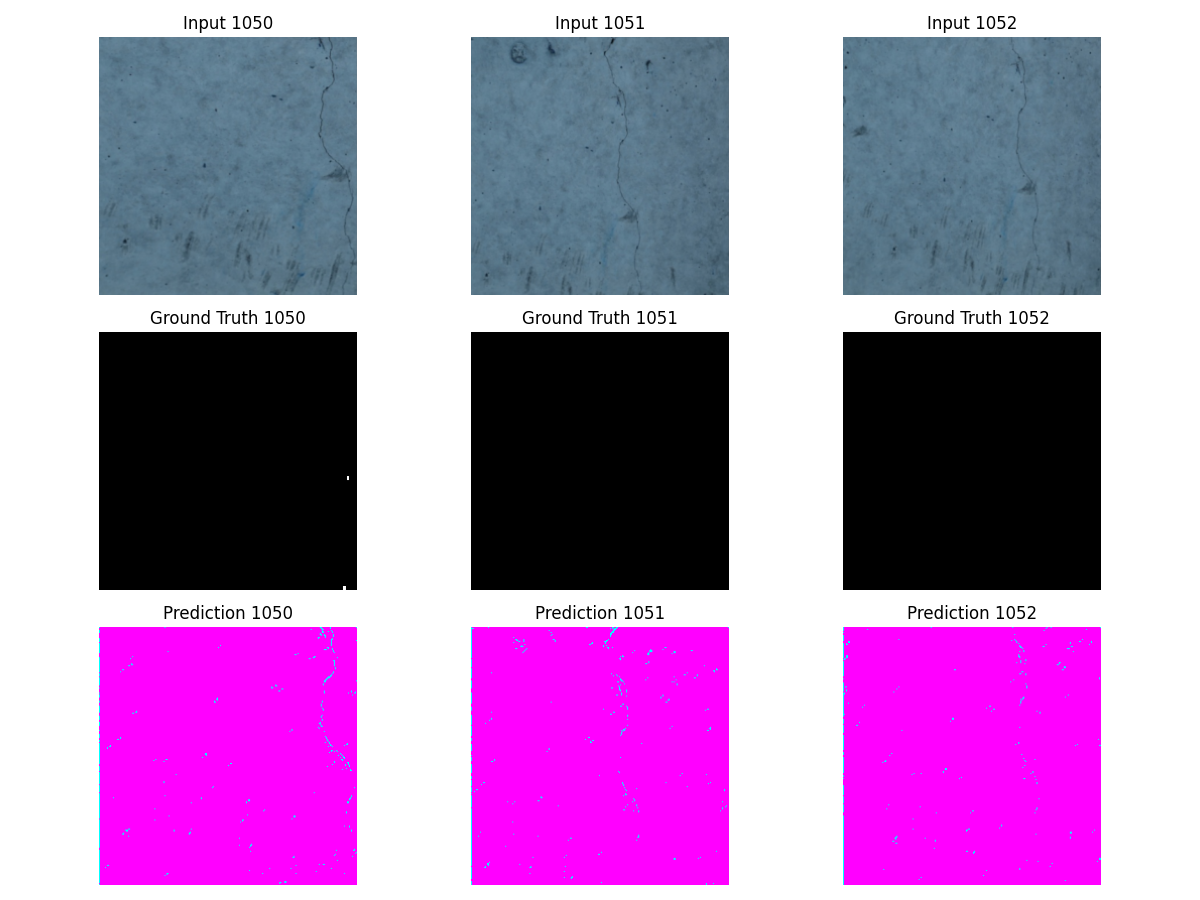 Input 1050
Input 1051
Input 1052
Ground Truth 1050
Ground Truth 1051
Ground Truth 1052
Prediction 1050
Prediction 1051
Prediction 1052